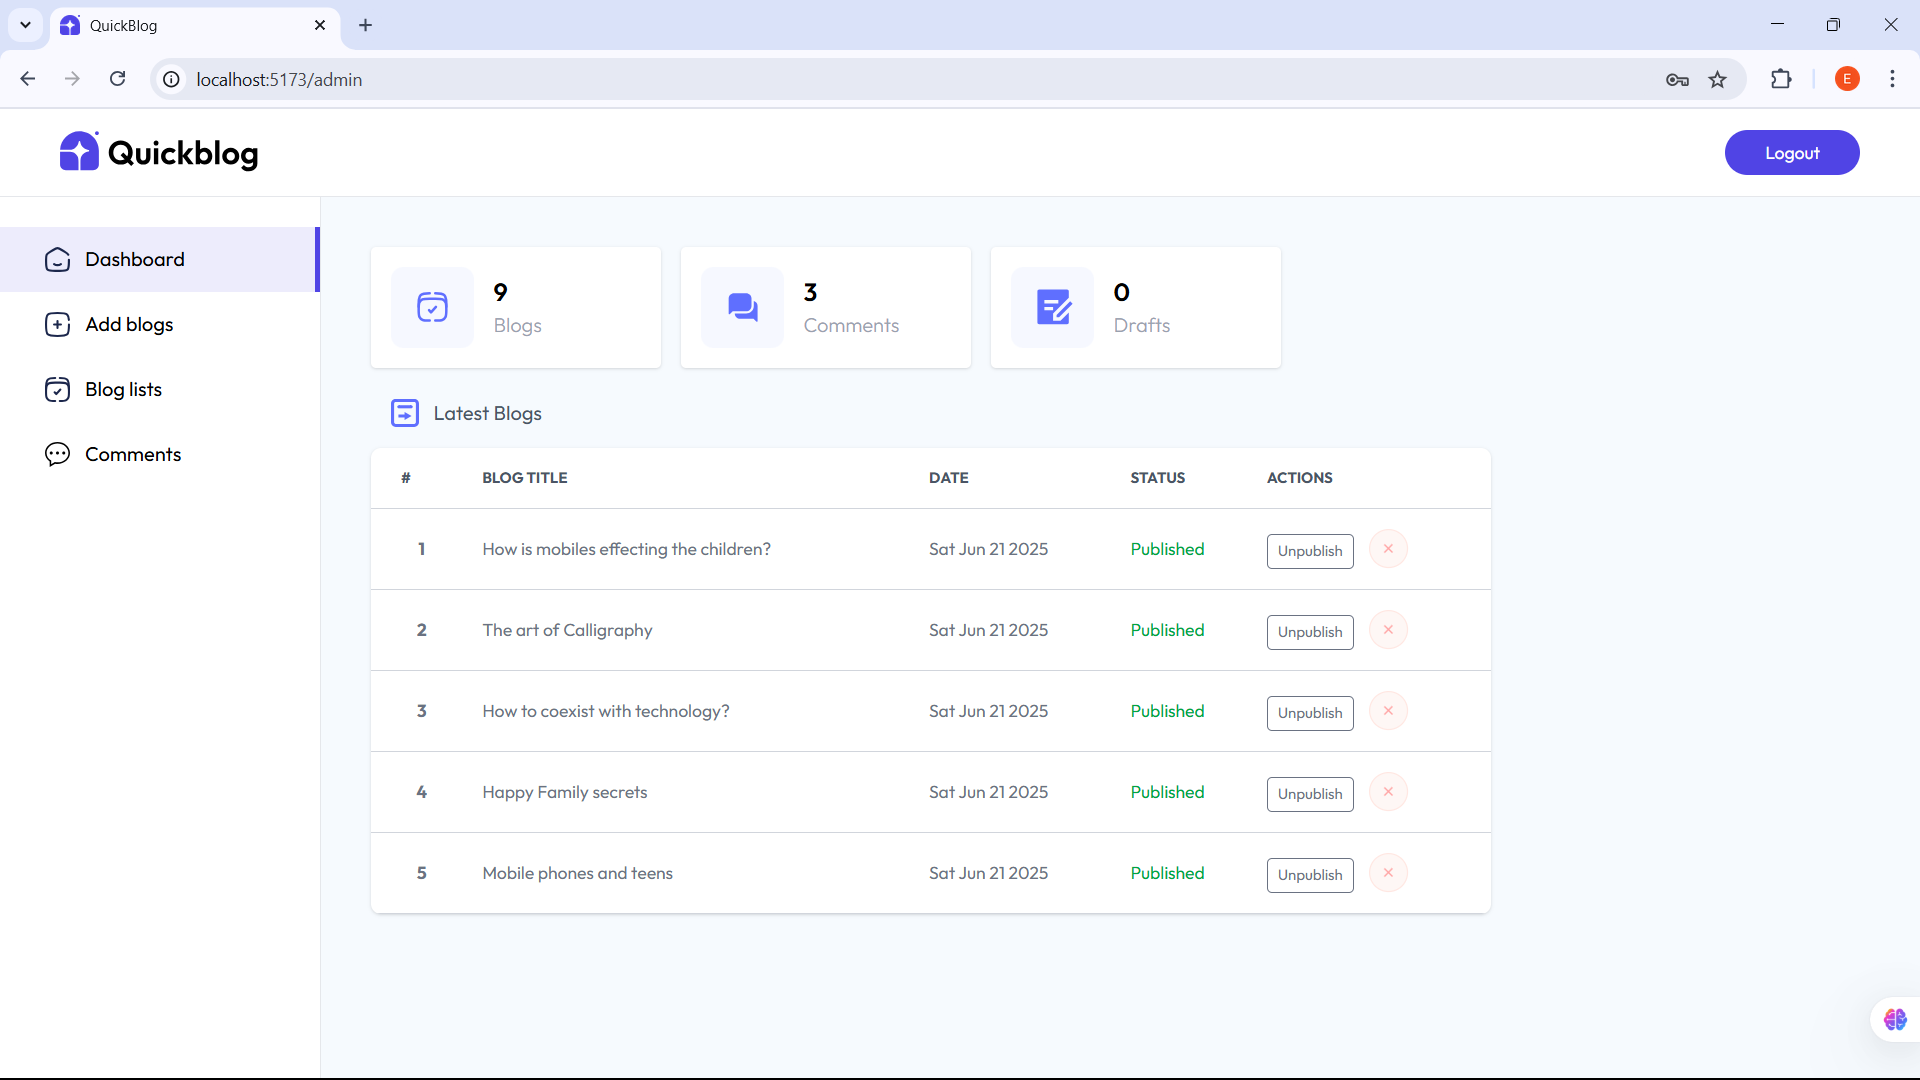 QuickBlog
localhost:5173/admin
E
Quickblog
Logout
Dashboard
Add blogs
Blog lists
Comments
9
Blogs
3
Comments
0
Drafts
Latest Blogs
# BLOG TITLE DATE STATUS ACTIONS
1 How is mobiles effecting the children? Sat Jun 21 2025 Published Unpublish
2 The art of Calligraphy Sat Jun 21 2025 Published Unpublish
3 How to coexist with technology? Sat Jun 21 2025 Published Unpublish
4 Happy Family secrets Sat Jun 21 2025 Published Unpublish
5 Mobile phones and teens Sat Jun 21 2025 Published Unpublish